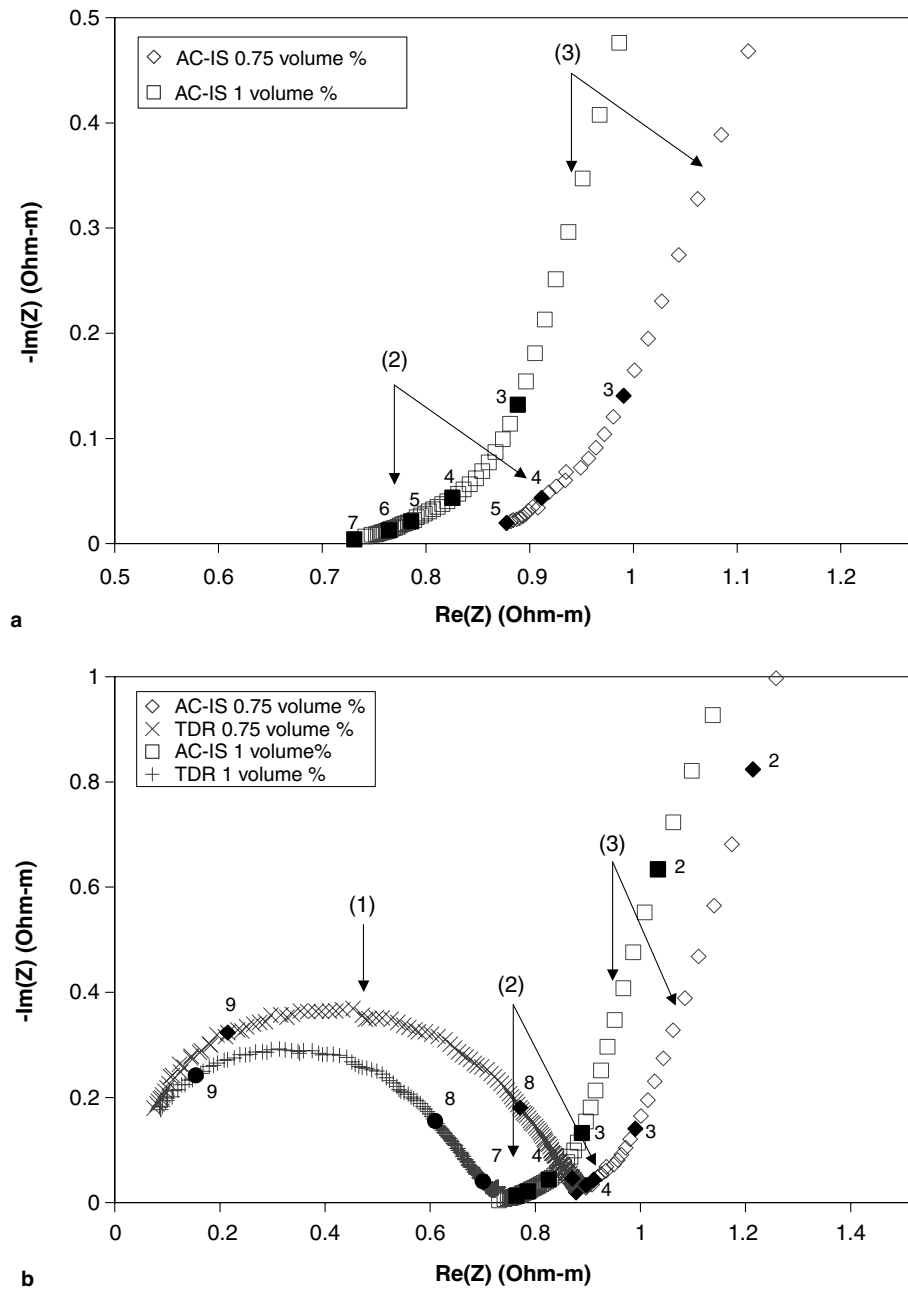 0.5
AC-IS 0.75 volume %
AC-IS 1 volume %
(3)
0.4
0.3
-Im(Z) (Ohm-m)
0.2
(2)
3
3
0.1
4
4
5
6
5
7
0
0.5 0.6 0.7 0.8 0.9 1 1.1 1.2
Re(Z) (Ohm-m)
a
1
AC-IS 0.75 volume %
TDR 0.75 volume %
AC-IS 1 volume%
TDR 1 volume %
2
0.8
(3)
2
0.6
-Im(Z) (Ohm-m)
(1)
(2)
0.4
9
8
0.2
9
8
3
3
7
4
4
0
0 0.2 0.4 0.6 0.8 1 1.2 1.4
Re(Z) (Ohm-m)
b